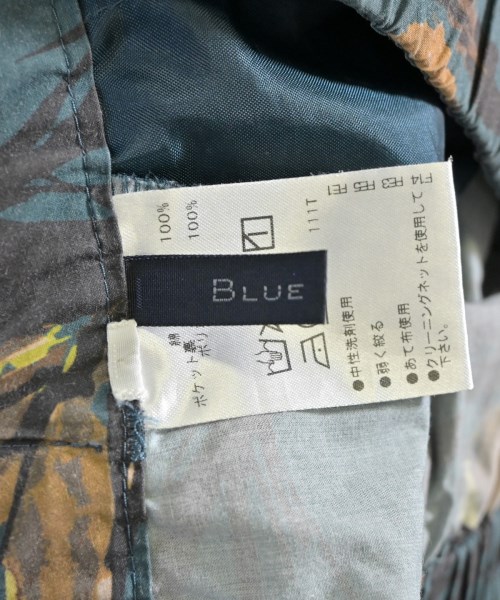 BLUE
綿
100%
ポケット裏
ポリ
100%
111T
●中性洗剤使用
●弱く絞る
●あて布使用
●クリーニングネットを使用して
下さい。